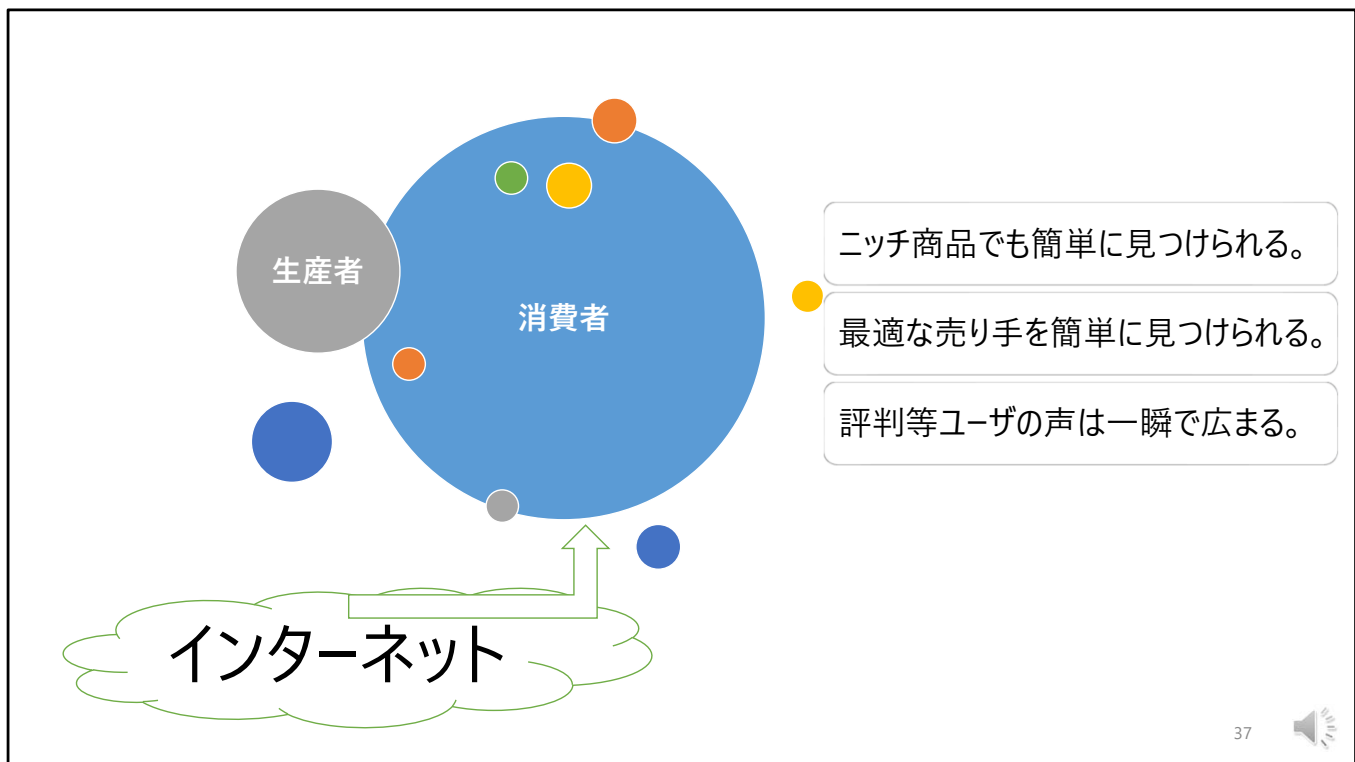 生産者
消費者
ニッチ商品でも簡単に見つけられる。
最適な売り手を簡単に見つけられる。
評判等ユーザの声は一瞬で広まる。
インターネット
37